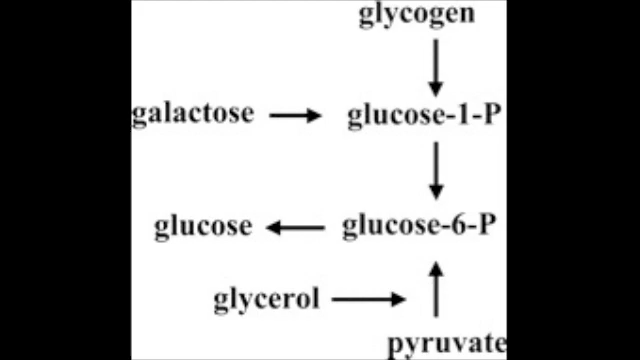 glycogen
galactose glucose-1-P
glucose glucose-6-P
glycerol
pyruvate